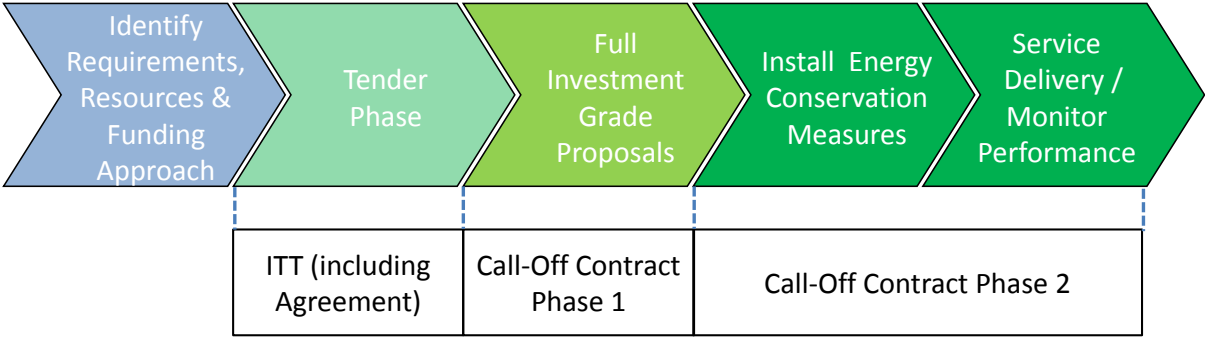 Identify
Requirements,
Resources &
Funding
Approach
Tender
Phase
Full
Investment
Grade
Proposals
Install  Energy
Conservation
Measures
Service
Delivery /
Monitor
Performance
ITT (including
Agreement)
Call-Off Contract
Phase 1
Call-Off Contract Phase 2